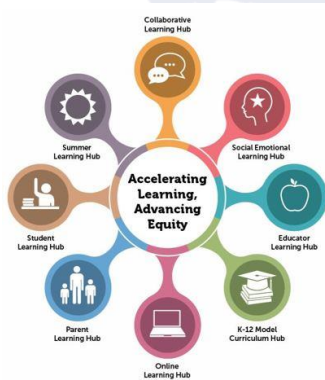 Collaborative
Learning Hub
Summer
Learning Hub
Social Emotional
Learning Hub
Accelerating
Learning,
Advancing
Equity
Student
Learning Hub
Educator
Learning Hub
Parent
Learning Hub
K-12 Model
Curriculum Hub
Online
Learning Hub